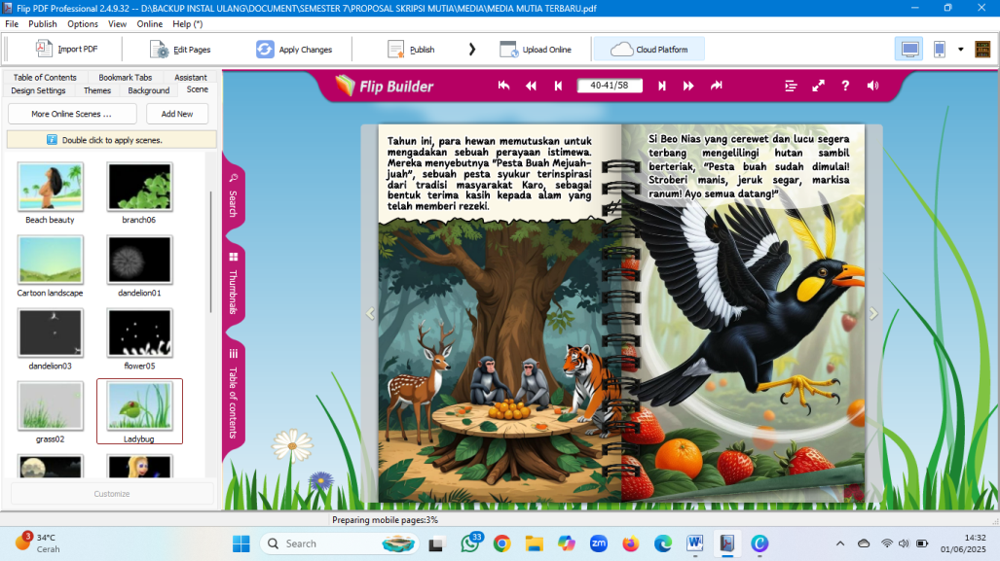 Flip PDF Professional 2.4.9.32 -- D:\BACKUP INSTAL ULANG\DOCUMENT\SEMESTER 7\PROPOSAL SKRIPSI MUTIA\MEDIA\MEDIA MUTIA TERBARU.pdf
File Publish Options View Online Help (*)
Import PDF Edit Pages Apply Changes Publish Upload Online Cloud Platform
Table of Contents Bookmark Tabs Assistant
Design Settings Themes Background Scene
More Online Scenes ... Add New
Double click to apply scenes.
Beach beauty branch06
Cartoon landscape dandelion01
dandelion03 flower05
grass02 Ladybug
Customize
Flip Builder
40-41/58
Search
Thumbnails
Table of contents
Tahun ini, para hewan memutuskan untuk
mengadakan sebuah perayaan istimewa.
Mereka menyebutnya "Pesta Buah Mejuah-
juah", sebuah pesta syukur terinspirasi
dari tradisi masyarakat Karo, sebagai
bentuk terima kasih kepada alam yang
telah memberi rezeki.
Si Beo Nias yang cerewet dan lucu segera
terbang mengelilingi hutan sambil
berteriak, "Pesta buah sudah dimulai!
Stroberi manis, jeruk segar, markisa
ranum! Ayo semua datang!"
Preparing mobile pages:3%
3
34°C
Cerah
Search
33
zm
14:32
01/06/2025